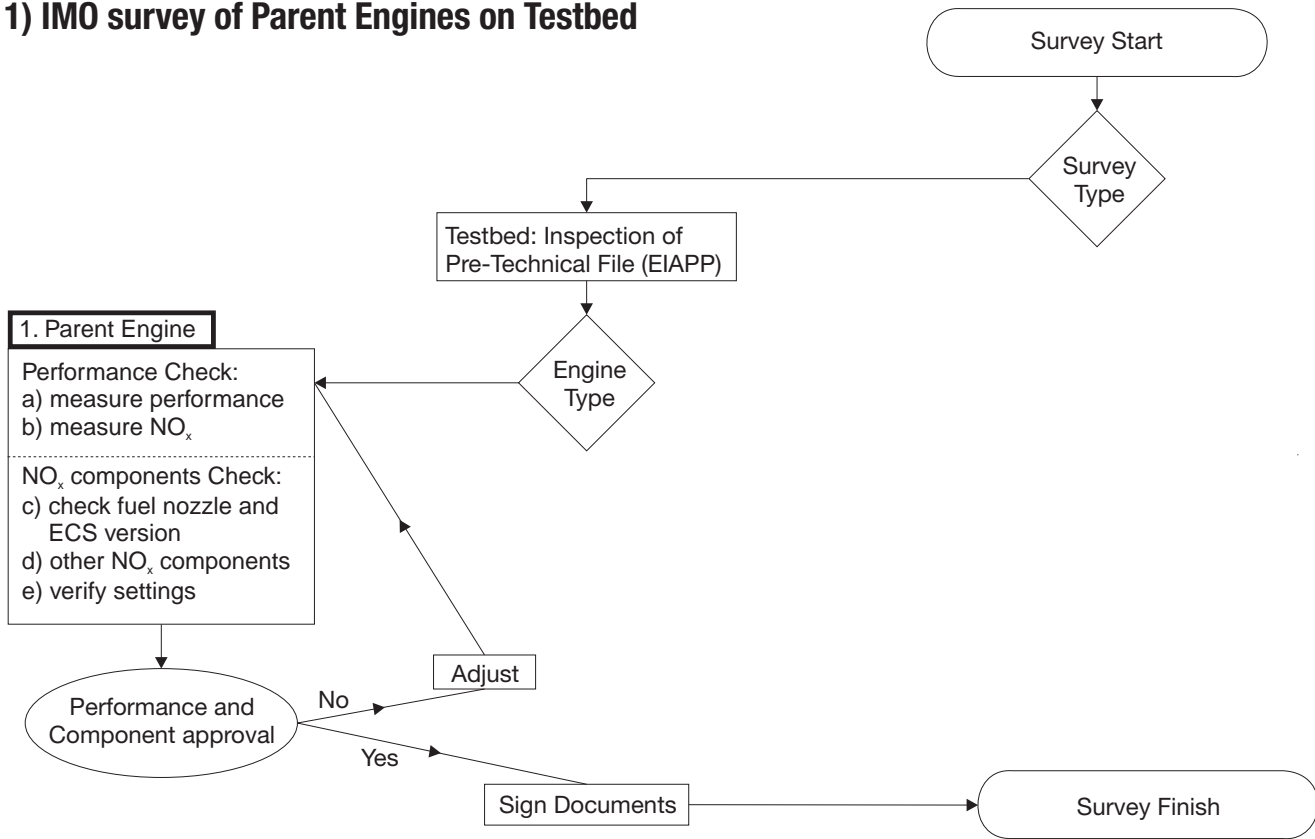 1) IMO survey of Parent Engines on Testbed
Survey Start
Survey
Type
Testbed: Inspection of
Pre-Technical File (EIAPP)
Engine
Type
1. Parent Engine
Performance Check:
a) measure performance
b) measure NOₓ
NOₓ components Check:
c) check fuel nozzle and
ECS version
d) other NOₓ components
e) verify settings
Performance and
Component approval
No
Adjust
Yes
Sign Documents
Survey Finish